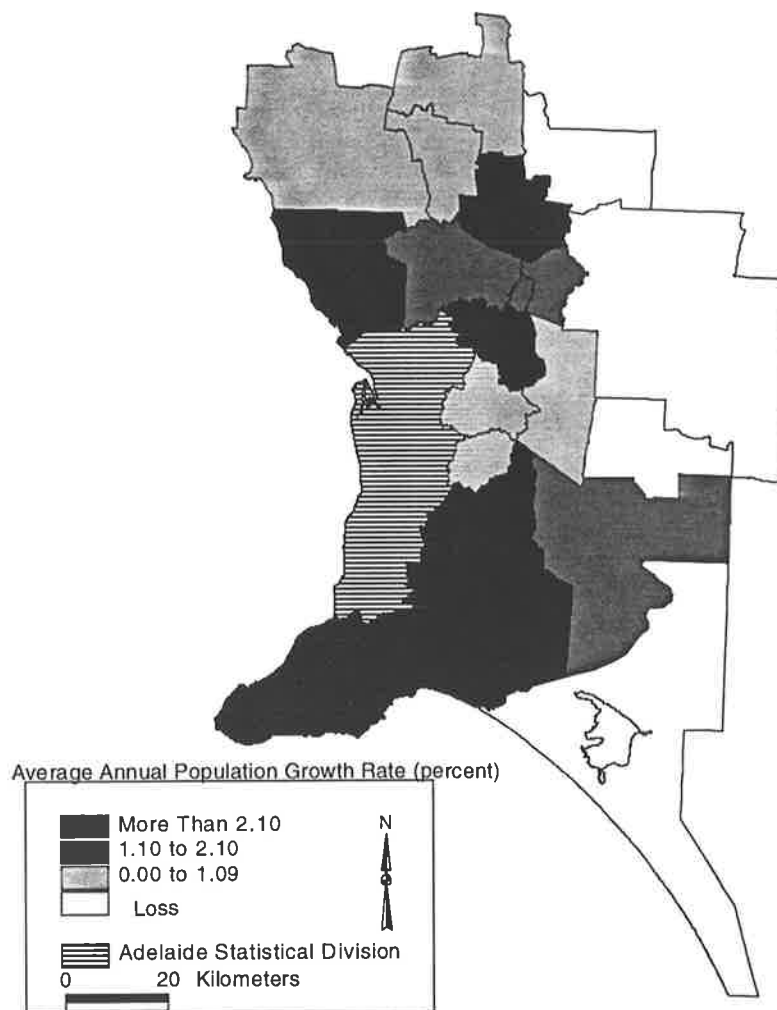 Average Annual Population Growth Rate (percent)
More Than 2.10
1.10 to 2.10
0.00 to 1.09
Loss
N
Adelaide Statistical Division
0 20 Kilometers